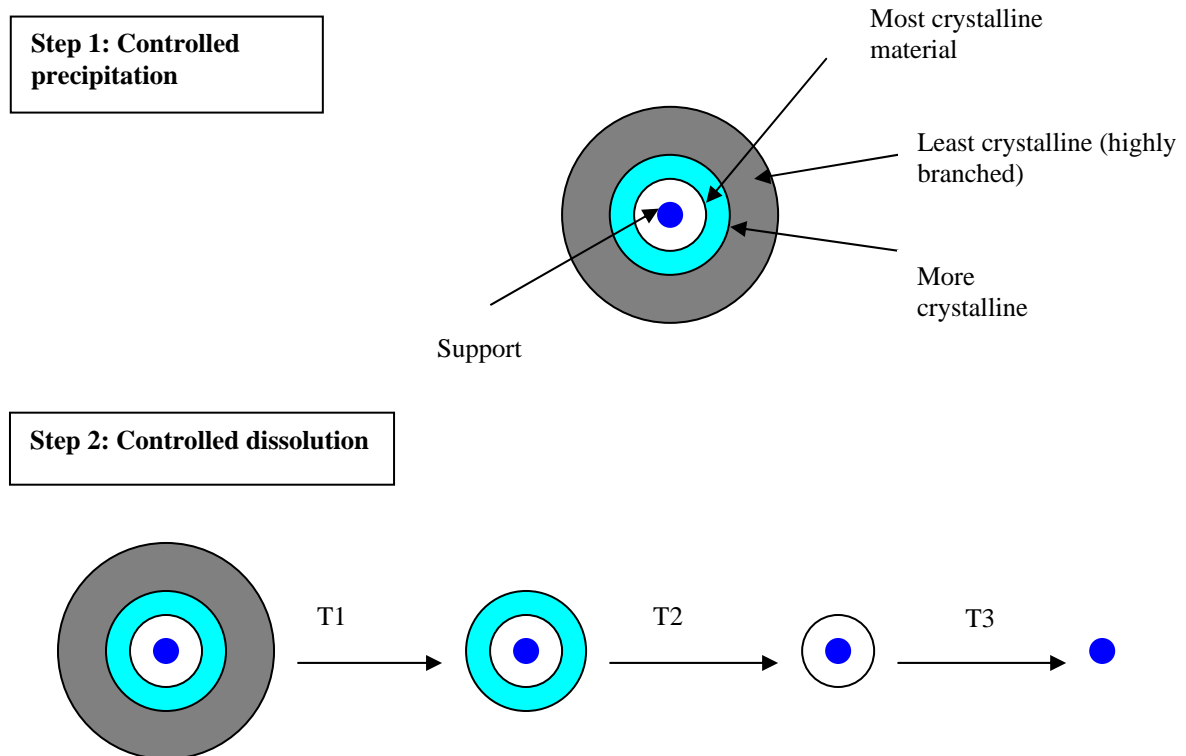 Step 1: Controlled
precipitation
Most crystalline
material
Least crystalline (highly
branched)
More
crystalline
Support
Step 2: Controlled dissolution
T1
T2
T3